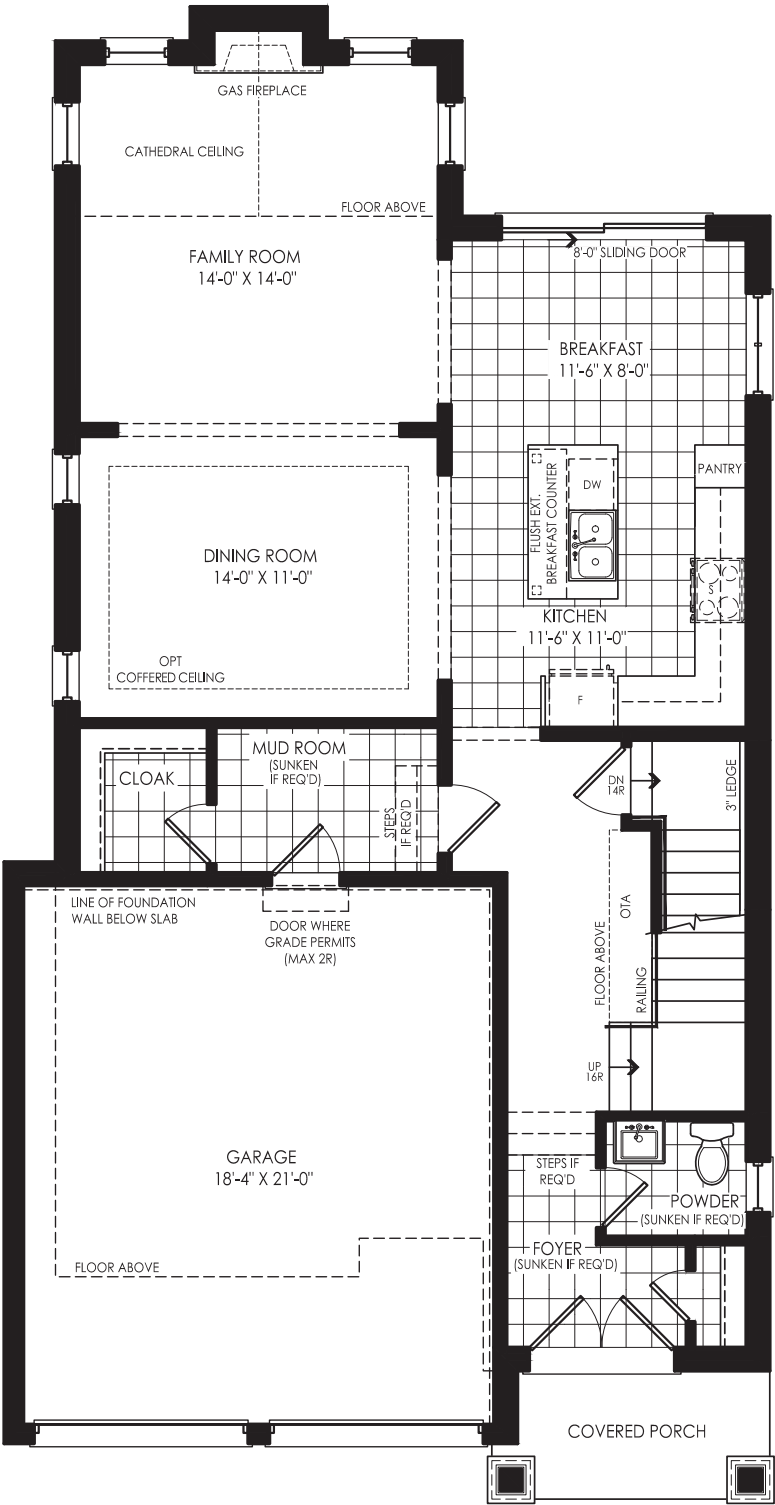 GAS FIREPLACE
CATHEDRAL CEILING
FLOOR ABOVE
FAMILY ROOM
14'-0" X 14'-0"
8'-0" SLIDING DOOR
BREAKFAST
11'-6" X 8'-0"
PANTRY
DW
FLUSH EXT.
BREAKFAST COUNTER
DINING ROOM
14'-0" X 11'-0"
S
KITCHEN
11'-6" X 11'-0"
OPT
COFFERED CEILING
F
MUD ROOM
(SUNKEN
IF REQ'D)
CLOAK
STEPS
IF REQ'D
DN
14R
3" LEDGE
LINE OF FOUNDATION
WALL BELOW SLAB
DOOR WHERE
GRADE PERMITS
(MAX 2R)
OTA
FLOOR ABOVE
RAILING
UP
16R
GARAGE
18'-4" X 21'-0"
STEPS IF
REQ'D
POWDER
(SUNKEN IF REQ'D)
FOYER
(SUNKEN IF REQ'D)
FLOOR ABOVE
COVERED PORCH